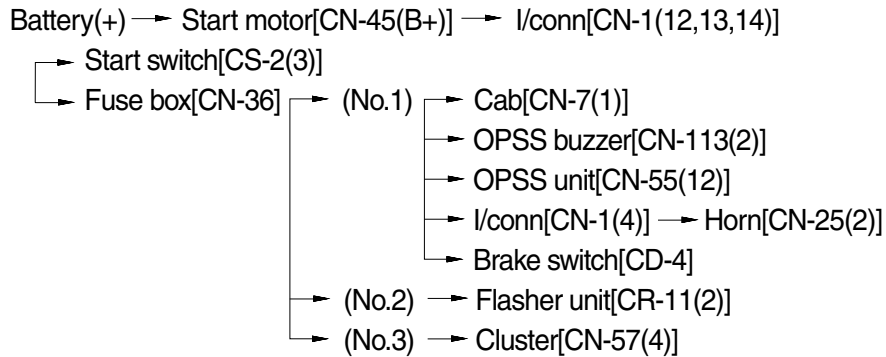 Battery(+) → Start motor[CN-45(B+)] → I/conn[CN-1(12,13,14)]
→ Start switch[CS-2(3)]
→ Fuse box[CN-36] → (No.1) → Cab[CN-7(1)]
→ OPSS buzzer[CN-113(2)]
→ OPSS unit[CN-55(12)]
→ I/conn[CN-1(4)] → Horn[CN-25(2)]
→ Brake switch[CD-4]
→ (No.2) → Flasher unit[CR-11(2)]
→ (No.3) → Cluster[CN-57(4)]